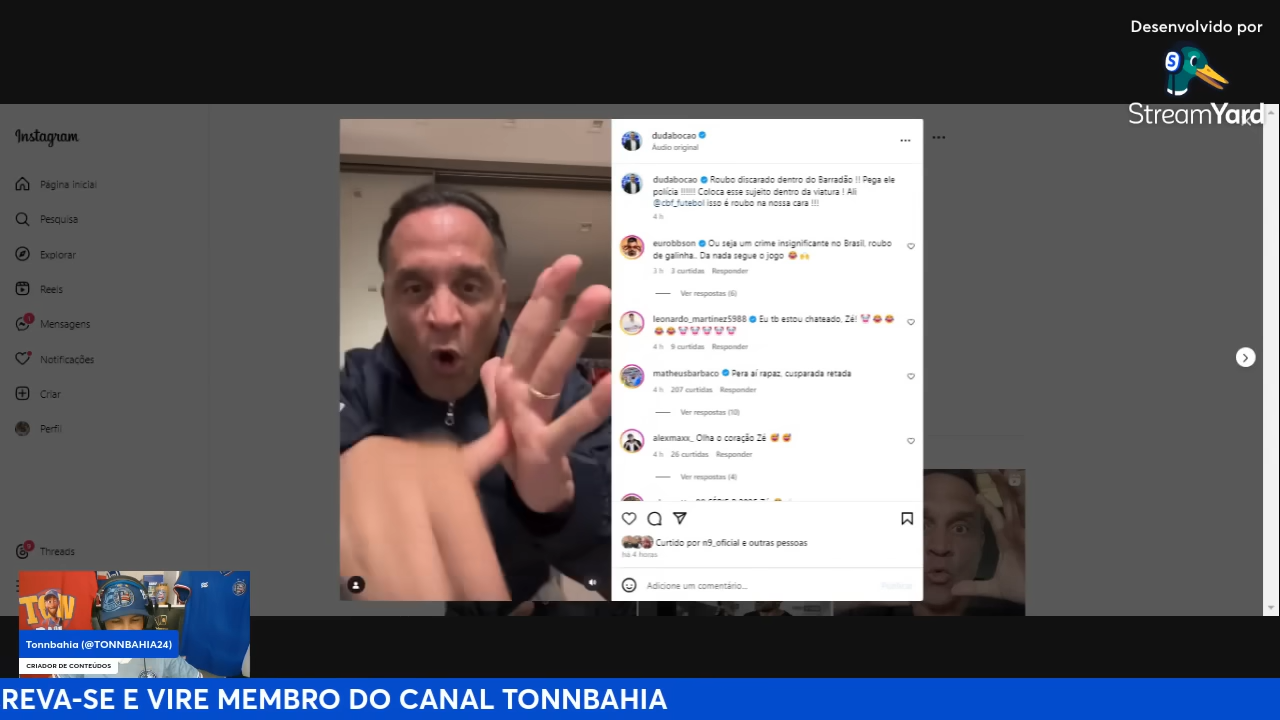 Desenvolvido por
StreamYard
Instagram
Página inicial
Pesquisa
Explorar
Reels
Mensagens
Notificações
Criar
Perfil
Threads
dudabocao
Áudio original
dudabocao Roubo discarado dentro do Barradão !! Pega ele
polícia !!!!!! Coloca esse sujeito dentro da viatura ! Ali
@cbf_futebol isso é roubo na nossa cara !!!
4 h
eurobbson Ou seja um crime insignificante no Brasil, roubo
de galinha.. Da nada segue o jogo 😂🙌
3 h 3 curtidas Responder
Ver respostas (6)
leonardo_martinez5988 Eu tb estou chateado, Zé! 🤡😂😂
😂😂🤡🤡🤡🤡🤡
4 h 9 curtidas Responder
matheusbarbaco Pera aí rapaz, cusparada retada
4 h 207 curtidas Responder
Ver respostas (10)
alexmaxx_ Olha o coração Zé 😅😅
4 h 26 curtidas Responder
Ver respostas (4)
Curtido por n9_oficial e outras pessoas
há 4 horas
Adicione um comentário...
Publicar
Tonnbahia (@TONNBAHIA24)
CRIADOR DE CONTEÚDOS
REVA-SE E VIRE MEMBRO DO CANAL TONNBAHIA